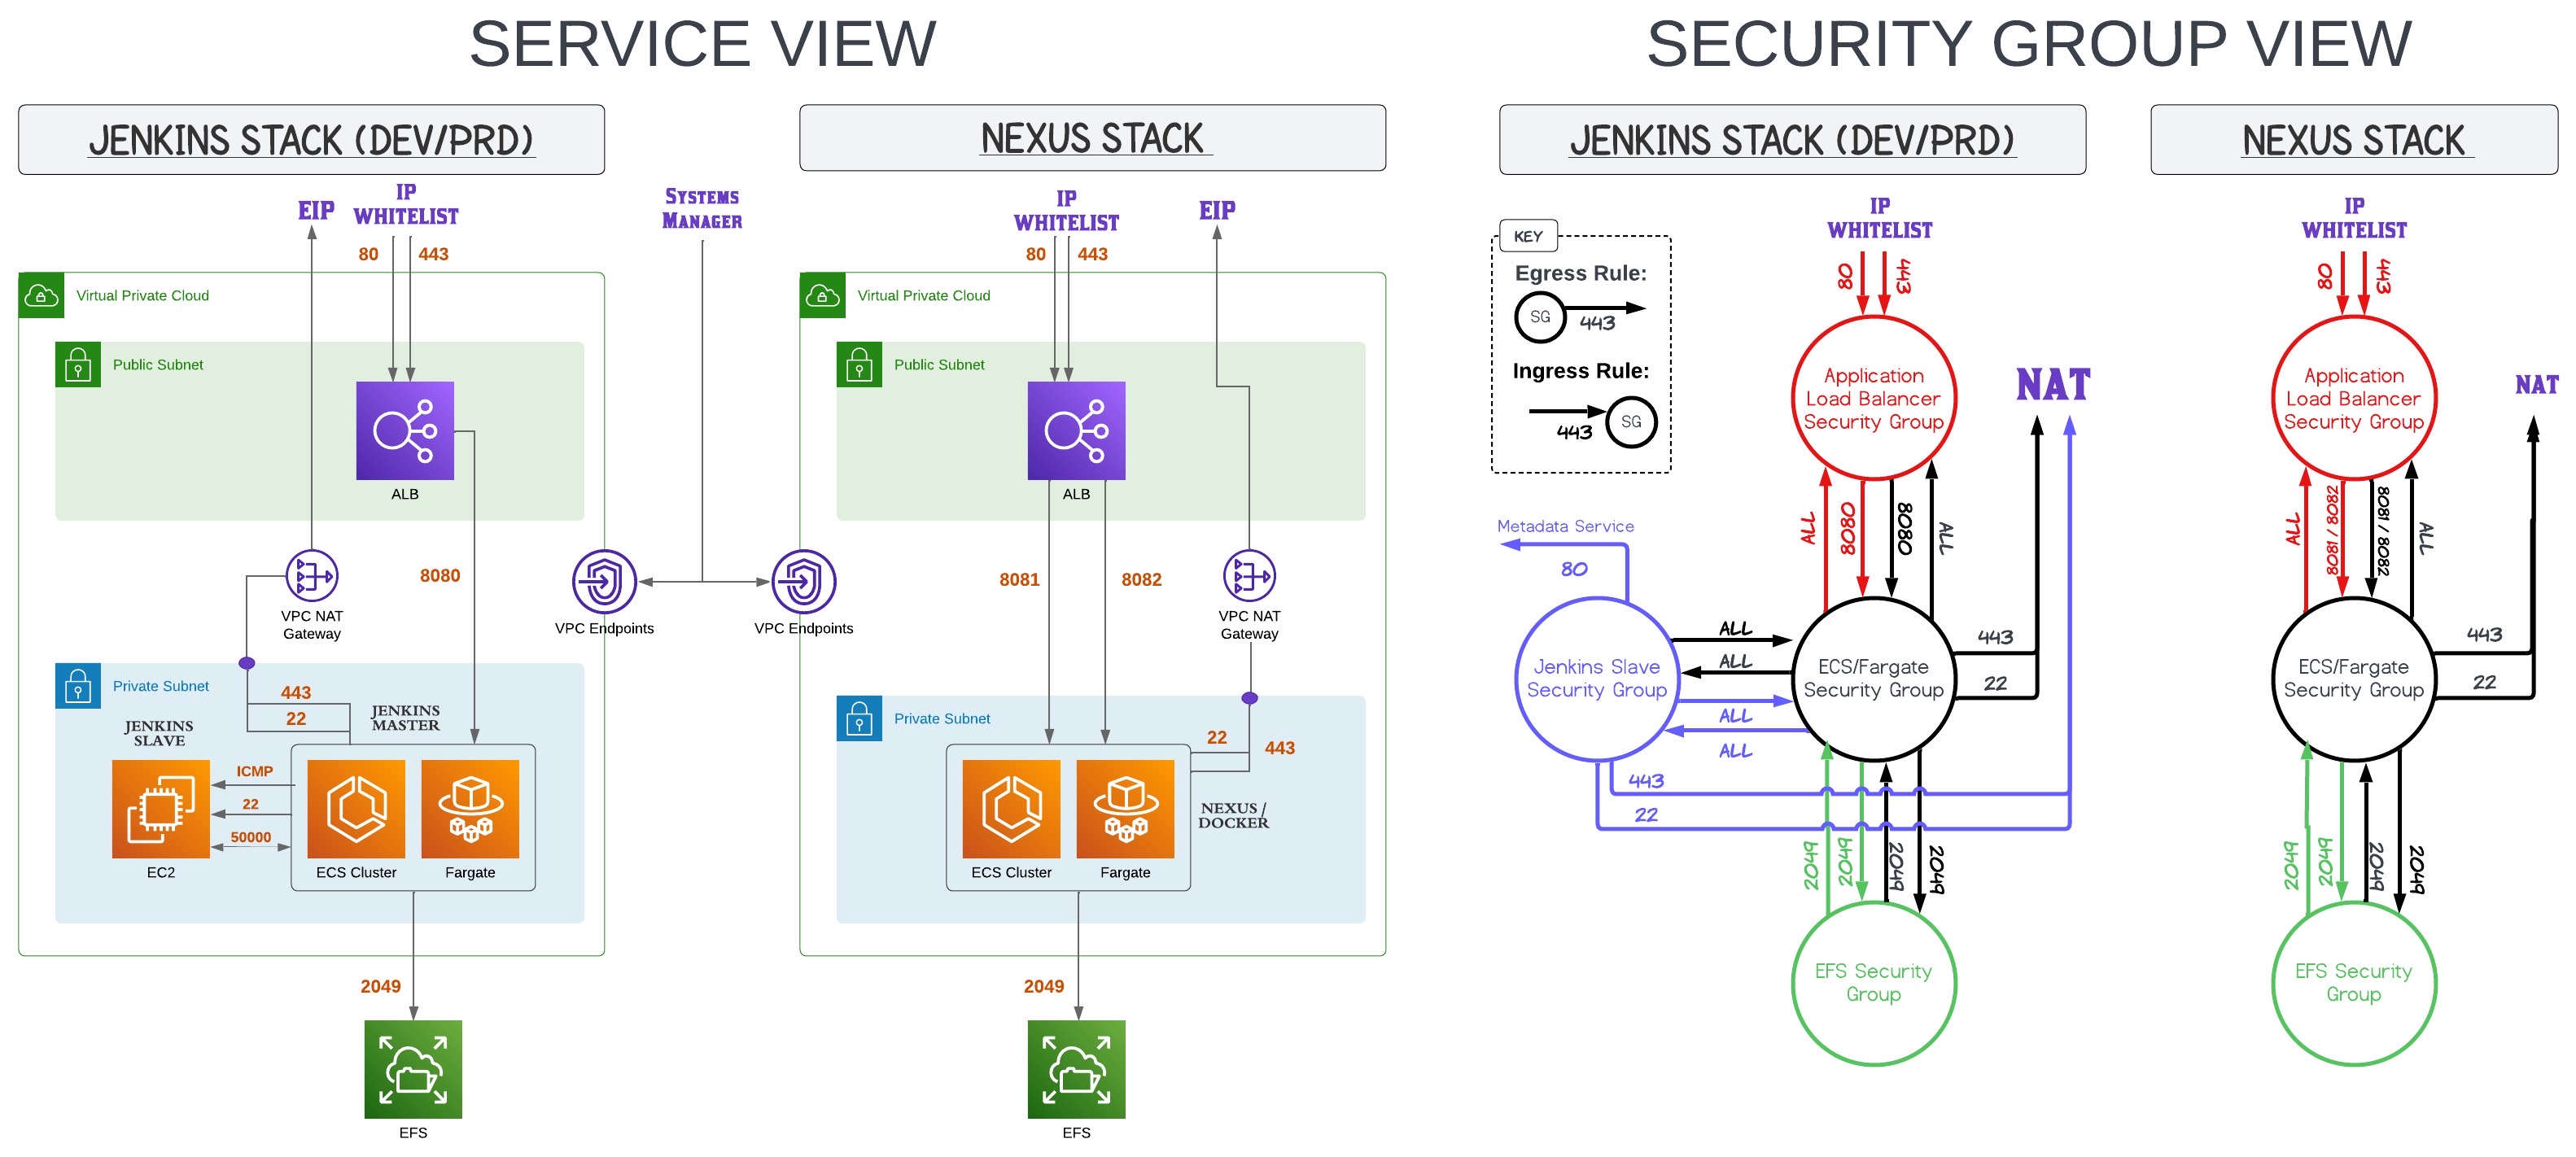 SERVICE VIEW
SECURITY GROUP VIEW
JENKINS STACK (DEV/PRD)
EIP
IP
WHITELIST
80
443
Virtual Private Cloud
Public Subnet
ALB
8080
VPC NAT
Gateway
Private Subnet
443
22
JENKINS
MASTER
JENKINS
SLAVE
ICMP
22
50000
EC2
ECS Cluster
Fargate
2049
EFS
SYSTEMS
MANAGER
VPC Endpoints
VPC Endpoints
NEXUS STACK
IP
WHITELIST
EIP
80
443
Virtual Private Cloud
Public Subnet
ALB
8081
8082
VPC NAT
Gateway
Private Subnet
22
443
ECS Cluster
Fargate
NEXUS /
DOCKER
2049
EFS
JENKINS STACK (DEV/PRD)
KEY
Egress Rule:
SG
443
Ingress Rule:
443
SG
IP
WHITELIST
80
443
Application
Load Balancer
Security Group
NAT
ALL
8080
8080
ALL
Metadata Service
80
Jenkins Slave
Security Group
ALL
ALL
ALL
ALL
ECS/Fargate
Security Group
443
22
443
22
2049
2049
2049
2049
EFS Security
Group
NEXUS STACK
IP
WHITELIST
80
443
Application
Load Balancer
Security Group
NAT
ALL
8081 / 8082
8081 / 8082
ALL
ECS/Fargate
Security Group
443
22
2049
2049
2049
2049
EFS Security
Group